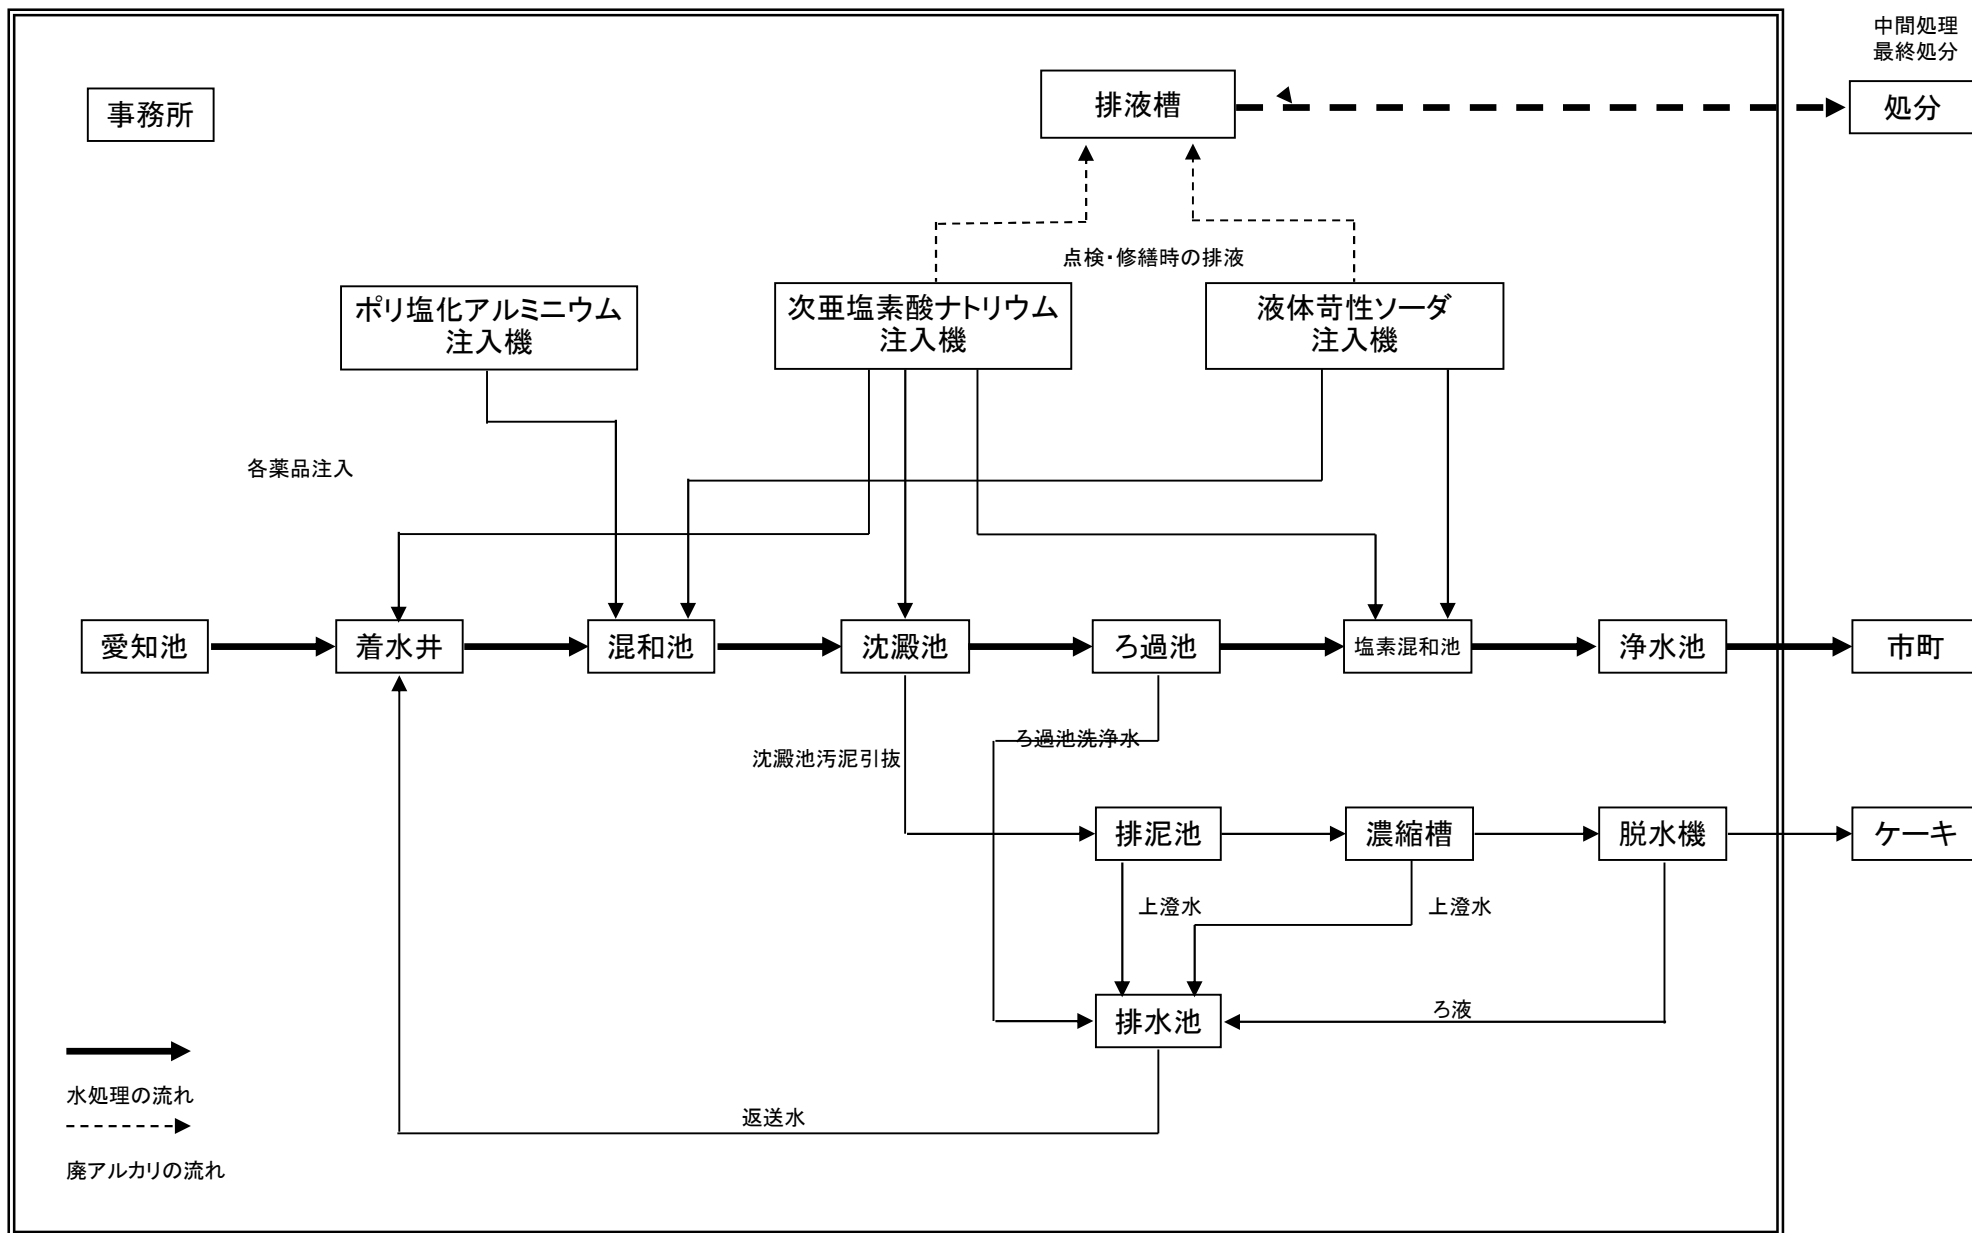 中間処理
最終処分
事務所
排液槽
処分
点検・修繕時の排液
ポリ塩化アルミニウム
注入機
次亜塩素酸ナトリウム
注入機
液体苛性ソーダ
注入機
各薬品注入
愛知池
着水井
混和池
沈澱池
ろ過池
塩素混和池
浄水池
市町
ろ過池洗浄水
沈澱池汚泥引抜
排泥池
濃縮槽
脱水機
ケーキ
上澄水
上澄水
ろ液
排水池
水処理の流れ
返送水
廃アルカリの流れ